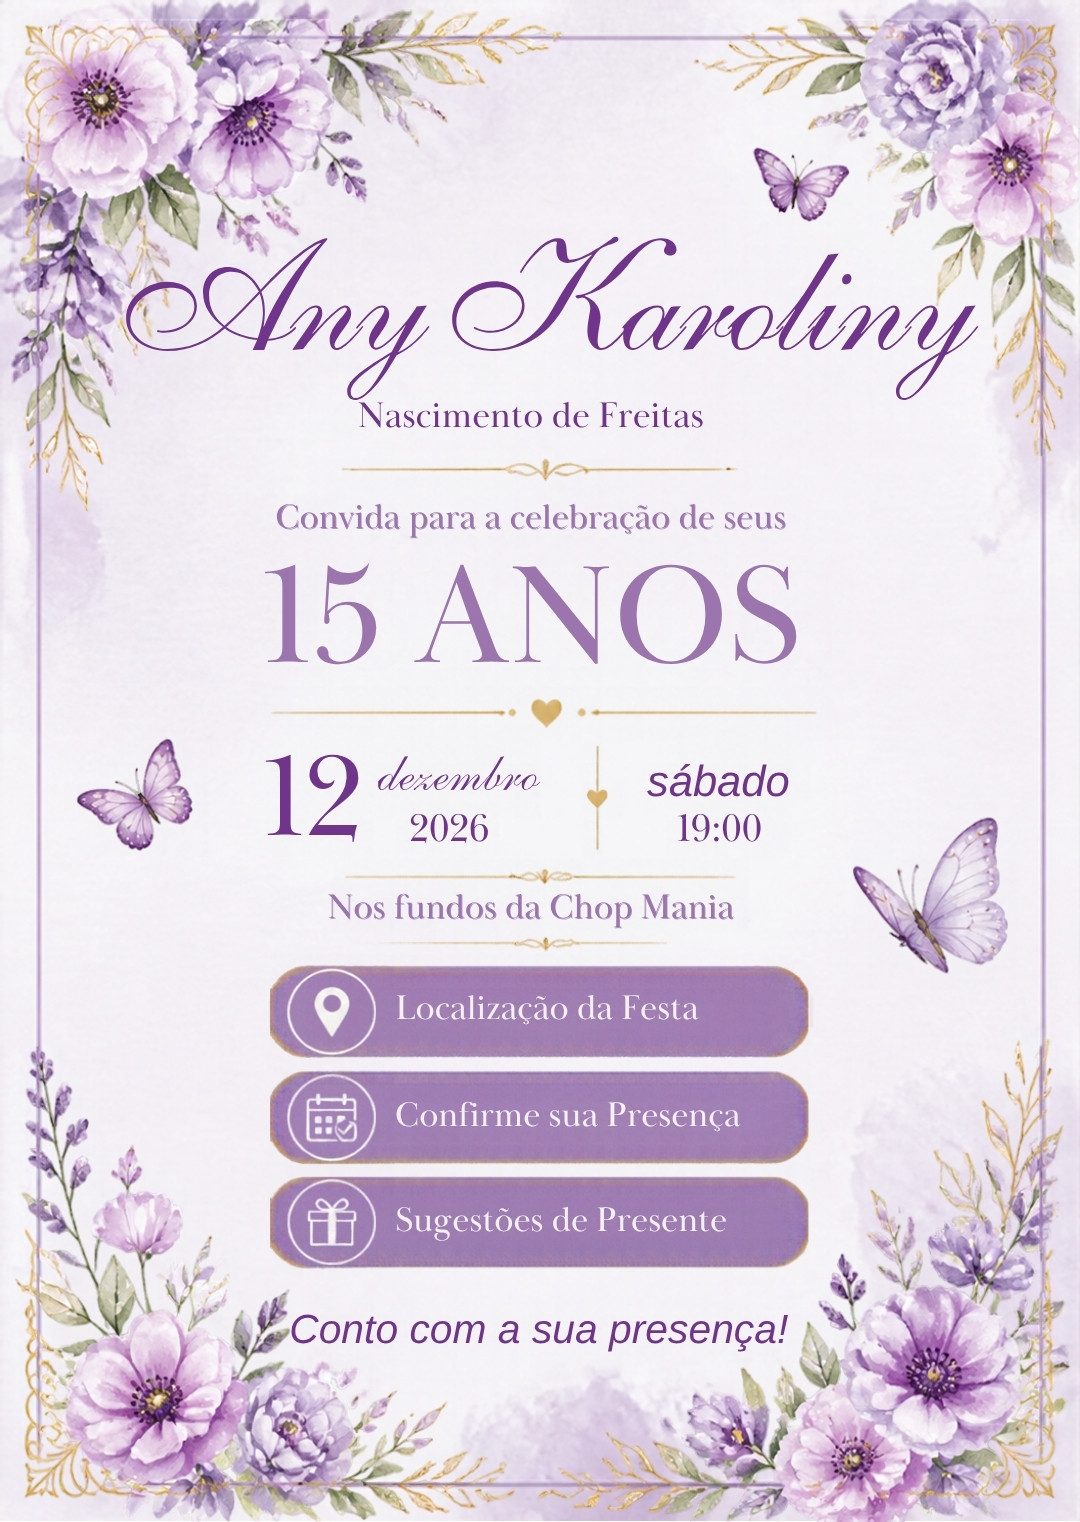 Any Karoliny
Nascimento de Freitas
Convida para a celebração de seus
15 ANOS
12 dezembro 2026
sábado
19:00
Nos fundos da Chop Mania
Localização da Festa
Confirme sua Presença
Sugestões de Presente
Conto com a sua presença!